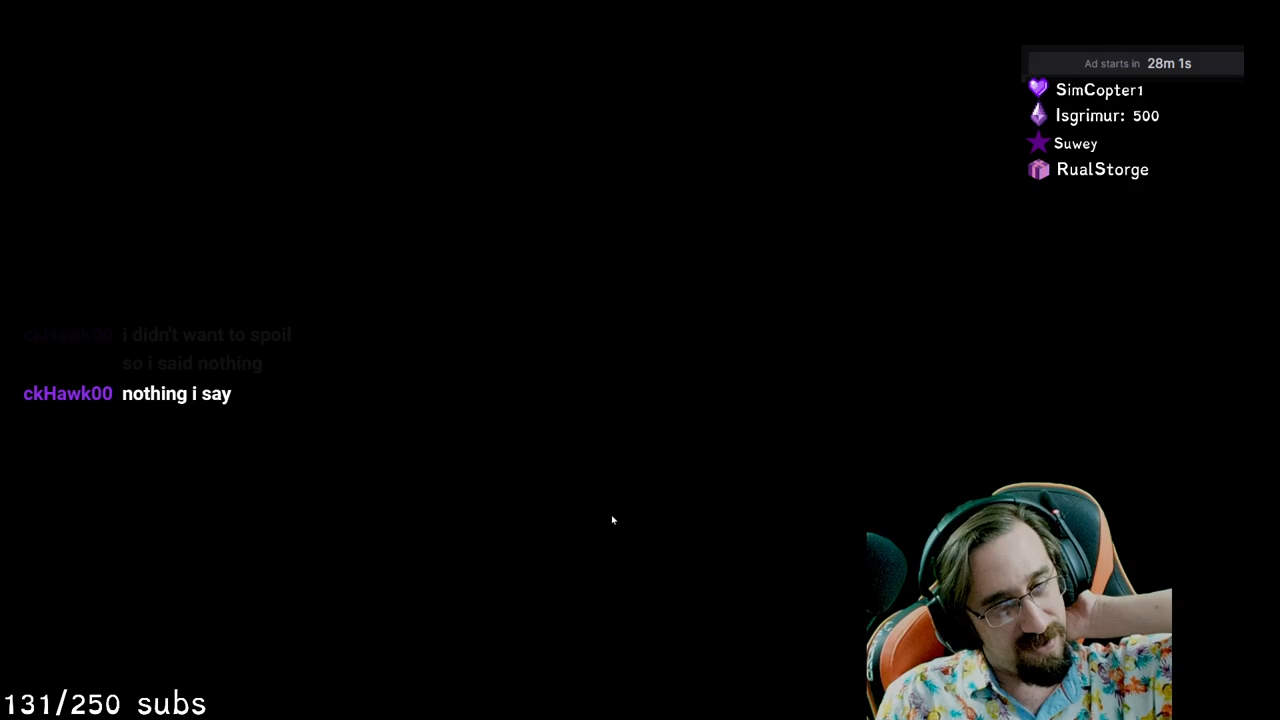 Ad starts in 28m 1s
SimCopter1
Isgrimur: 500
Suwey
RualStorge
ckHawk00 i didn't want to spoil
so i said nothing
ckHawk00 nothing i say
131/250 subs